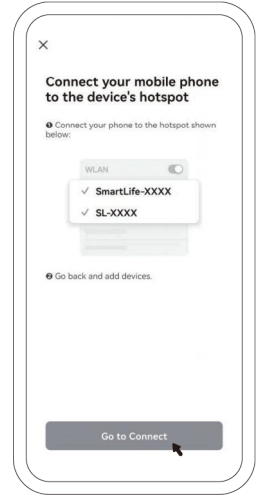 Connect your mobile phone
to the device's hotspot
❶ Connect your phone to the hotspot shown
below:
WLAN
✓ SmartLife-XXXX
✓ SL-XXXX
❷ Go back and add devices.
Go to Connect